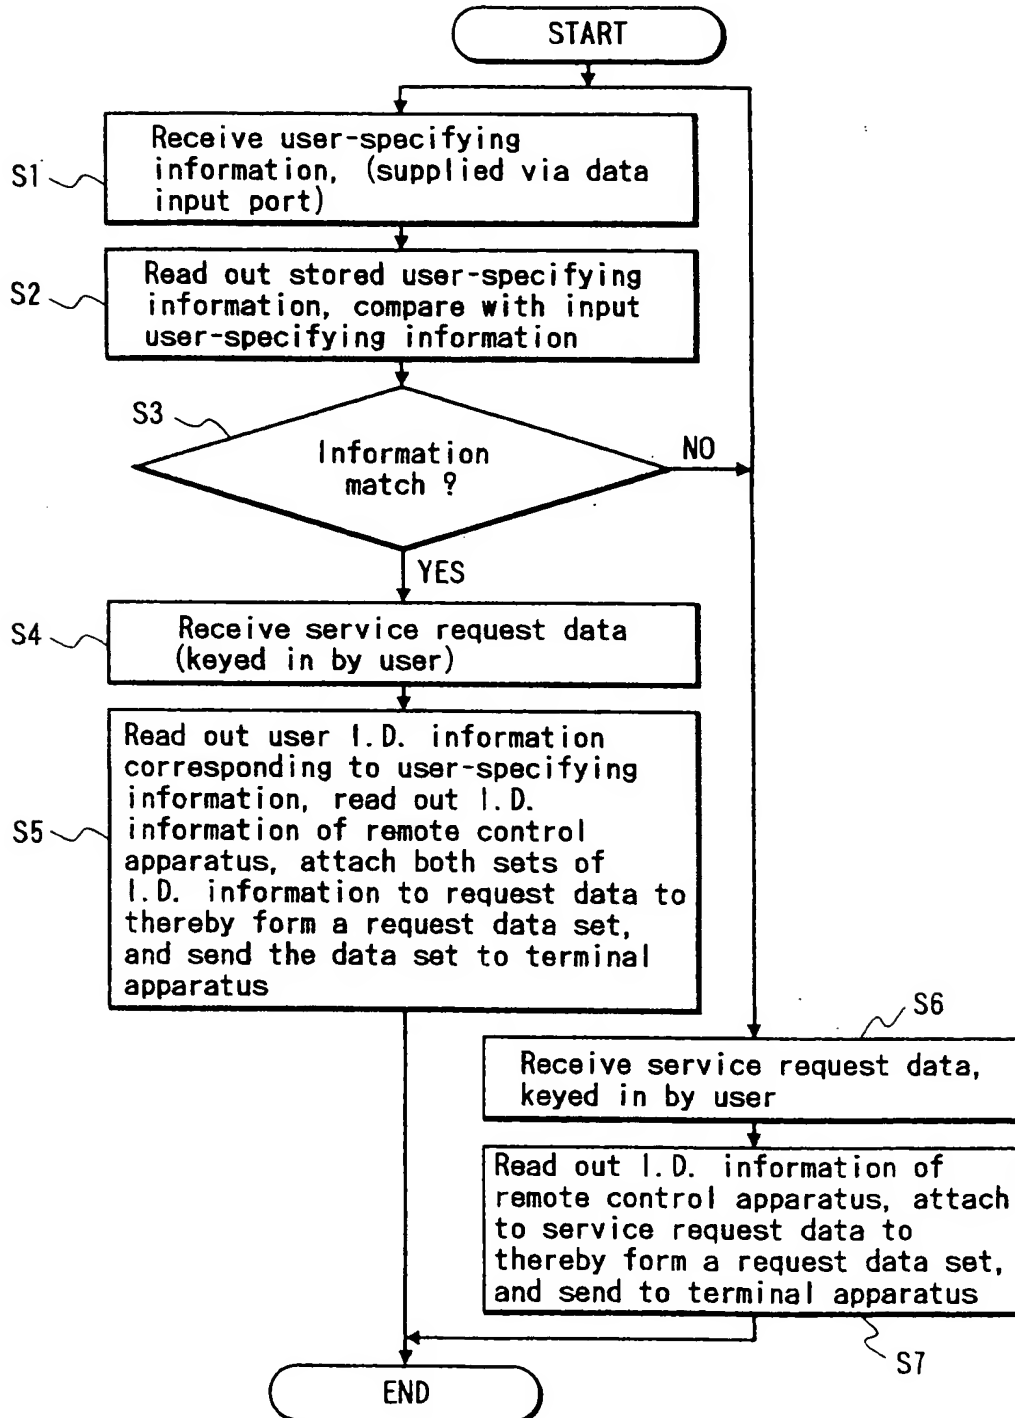 START
S1
Receive user-specifying
information, (supplied via data
input port)
S2
Read out stored user-specifying
information, compare with input
user-specifying information
S3
Information
match ?
NO
YES
S4
Receive service request data
(keyed in by user)
S5
Read out user I.D. information
corresponding to user-specifying
information, read out I.D.
information of remote control
apparatus, attach both sets of
I.D. information to request data to
thereby form a request data set,
and send the data set to terminal
apparatus
S6
Receive service request data,
keyed in by user
Read out I.D. information of
remote control apparatus, attach
to service request data to
thereby form a request data set,
and send to terminal apparatus
S7
END